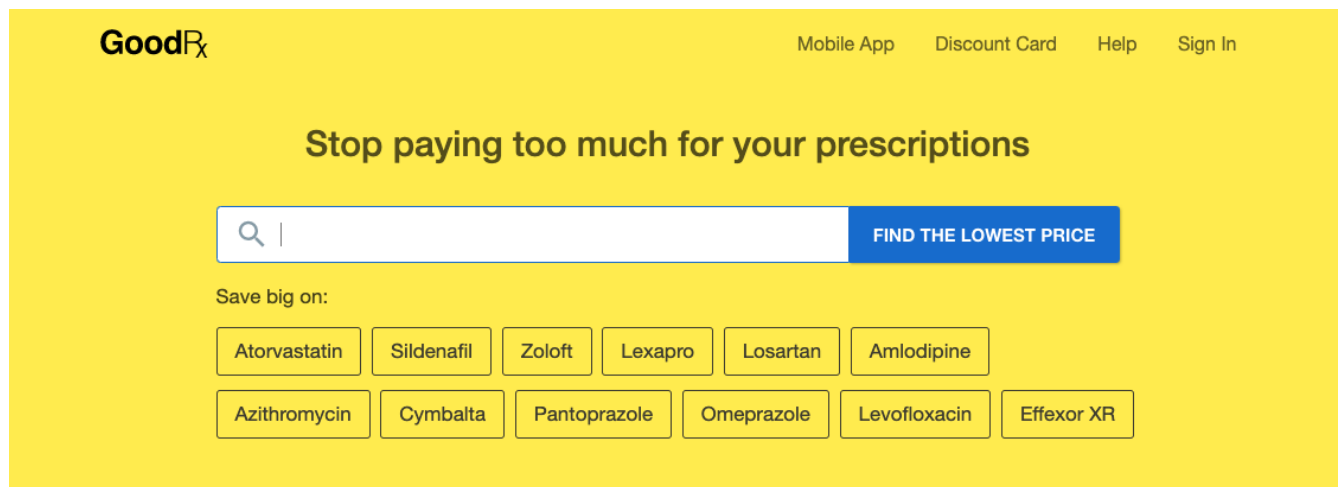 GoodRx Mobile App Discount Card Help Sign In
Stop paying too much for your prescriptions
FIND THE LOWEST PRICE
Save big on:
Atorvastatin Sildenafil Zoloft Lexapro Losartan Amlodipine
Azithromycin Cymbalta Pantoprazole Omeprazole Levofloxacin Effexor XR